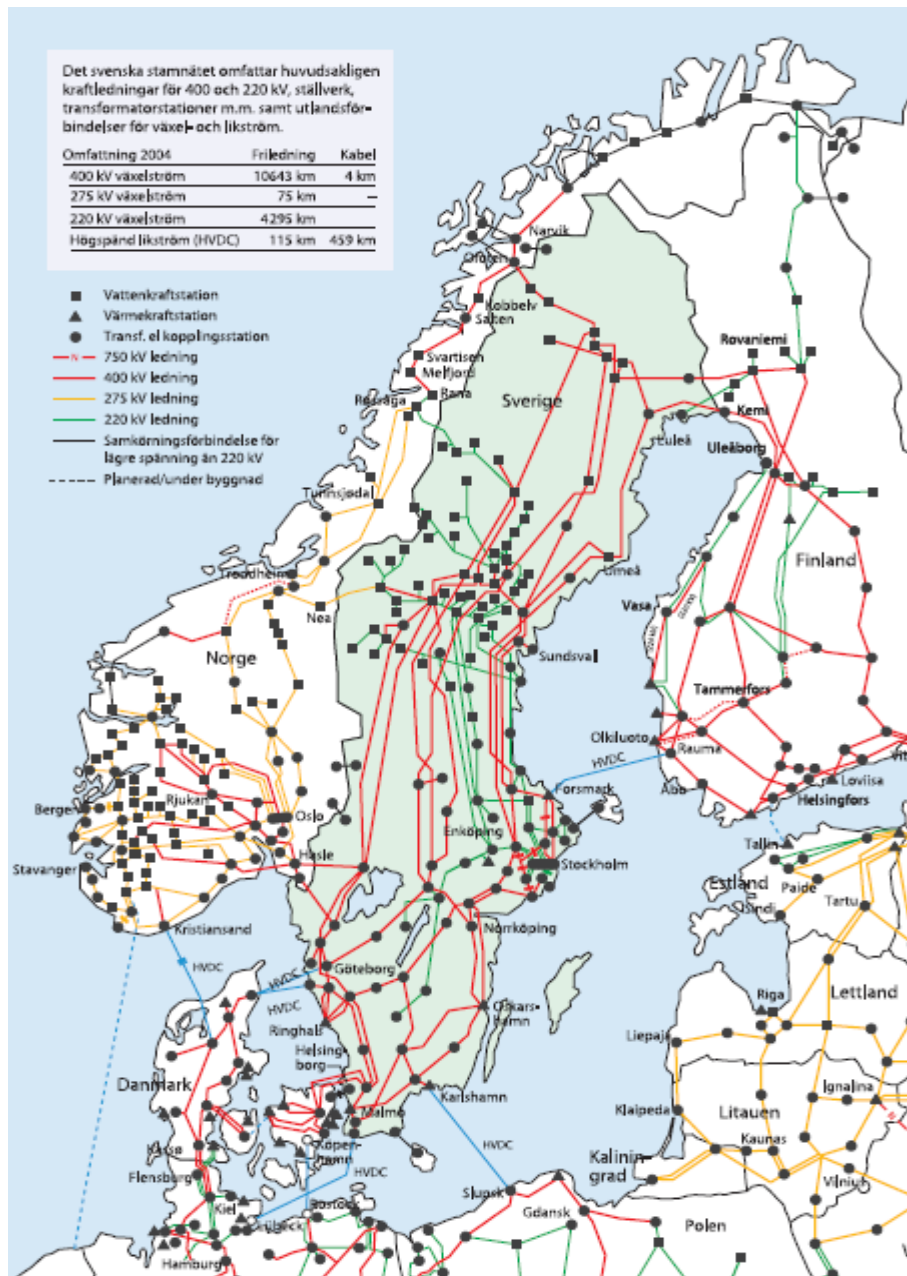 Det svenska stamnätet omfattar huvudsakligen
kraftledningar för 400 och 220 kV, ställverk,
transformatorstationer m.m. samt utlandsför-
bindelser för växel- och likström.
Omfattning 2004 Friledning Kabel
400 kV växelström 10643 km 4 km
275 kV växelström 75 km –
220 kV växelström 4295 km
Högspänd likström (HVDC) 115 km 459 km
Vattenkraftstation
Värmekraftstation
Transf. el kopplingsstation
N 750 kV ledning
400 kV ledning
275 kV ledning
220 kV ledning
Samkörningsförbindelse för
lägre spänning än 220 kV
Planerad/under byggnad
Narvik
Ofoten
Kobbelv
Salten
Svartisen
Melfjord
Rana
Røssåga
Sverige
Rovaniemi
Kemi
Luleå
Uleåborg
Tunnsjødal
Finland
Trondheim
Umeå
Nea
Vasa
Norge
Sundsvall
Tammerfors
Olkiluoto
Rauma
HVDC
Forsmark
Åbo
Loviisa
Helsingfors
Rjukan
Bergen
Oslo
Enköping
Tallin
Stavanger
Hasle
Stockholm
Estland
Paide
Tartu
Sindi
Kristiansand
Norrköping
HVDC
HVDC
Göteborg
HVDC
Riga
Lettland
Ringhals
Oskars-
hamn
Liepaja
Helsing-
borg
Danmark
Karlshamn
Ignalina
Malmö
Klaipeda
Litauen
Kassø
Köpen-
hamn
HVDC
Kaunas
Flensburg
HVDC
Kalinin-
grad
N
Vilnius
Kiel
Slupsk
Rostock
Lübeck
Gdansk
Polen
Hamburg